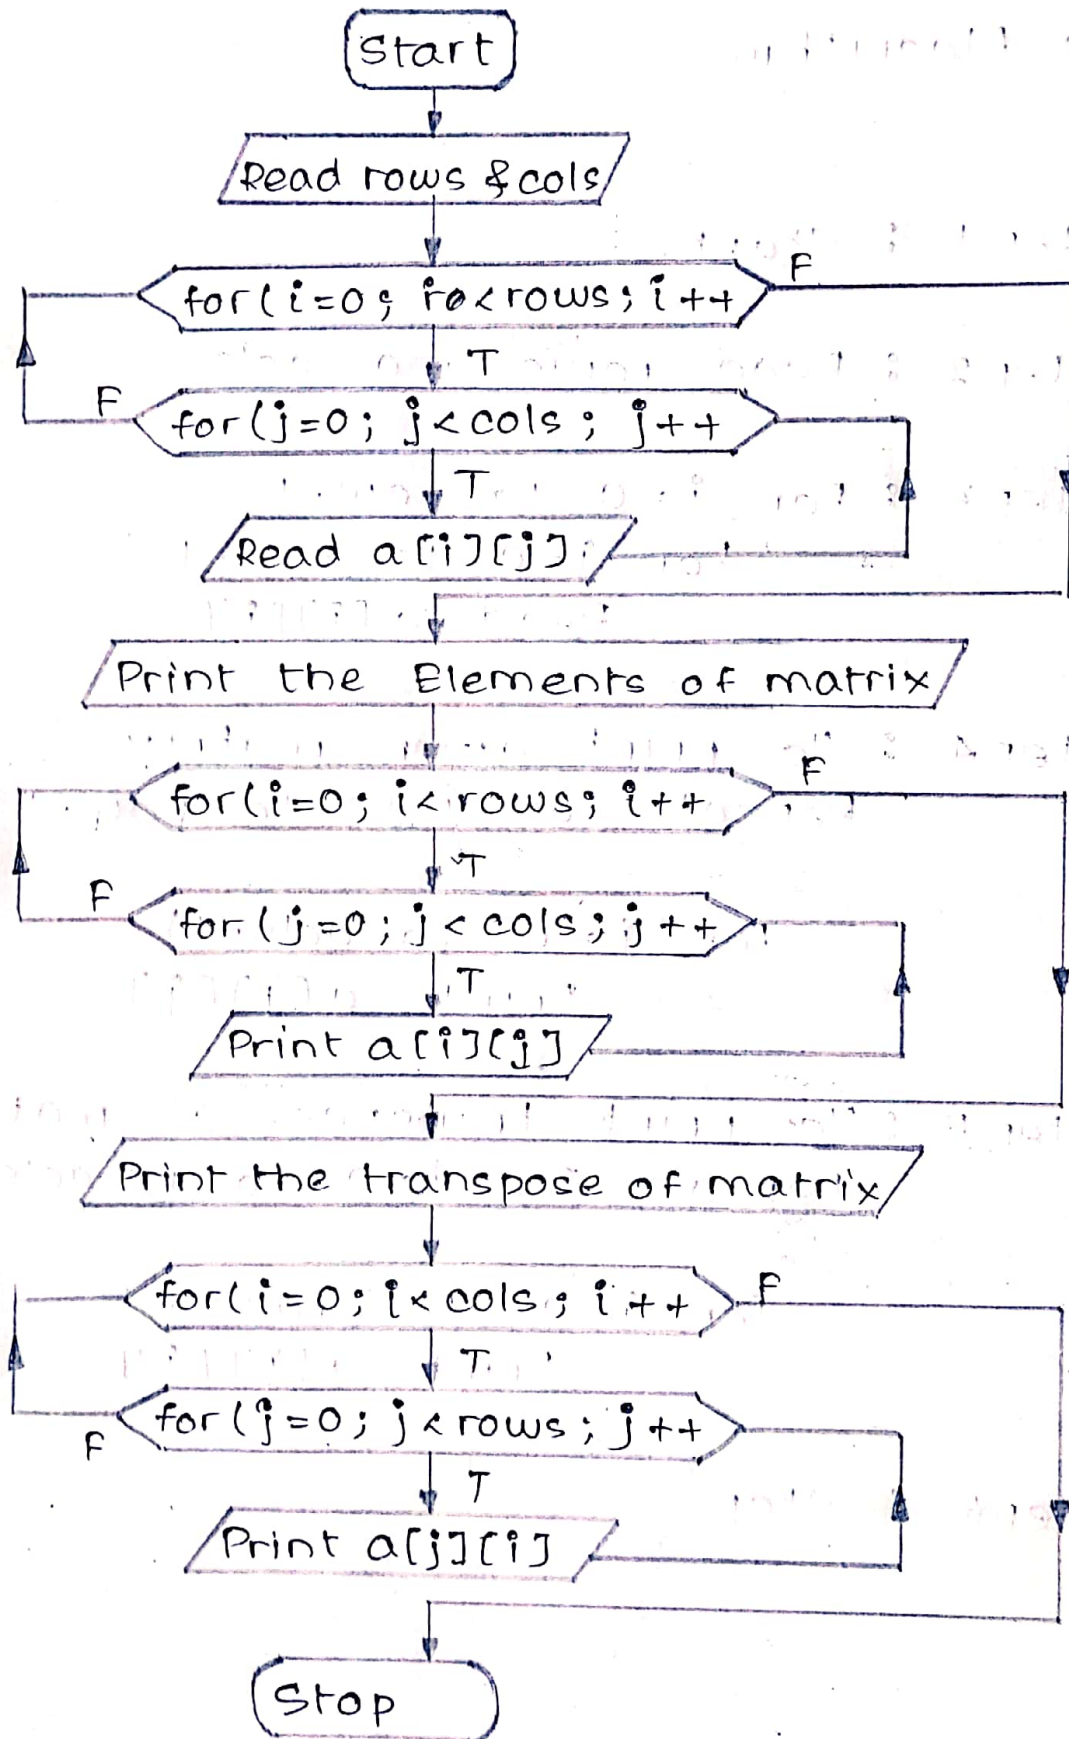 Start
Read rows & cols
for(i=0; io<rows; i++
F
T
F
for(j=0; j<cols; j++
T
Read a[i][j]
Print the Elements of matrix
F
for(i=0; i<rows; i++
T
F
for(j=0; j<cols; j++
T
Print a[i][j]
Print the transpose of matrix
for(i=0; i<cols; i++
F
T
for(j=0; j<rows; j++
F
T
Print a[j][i]
Stop